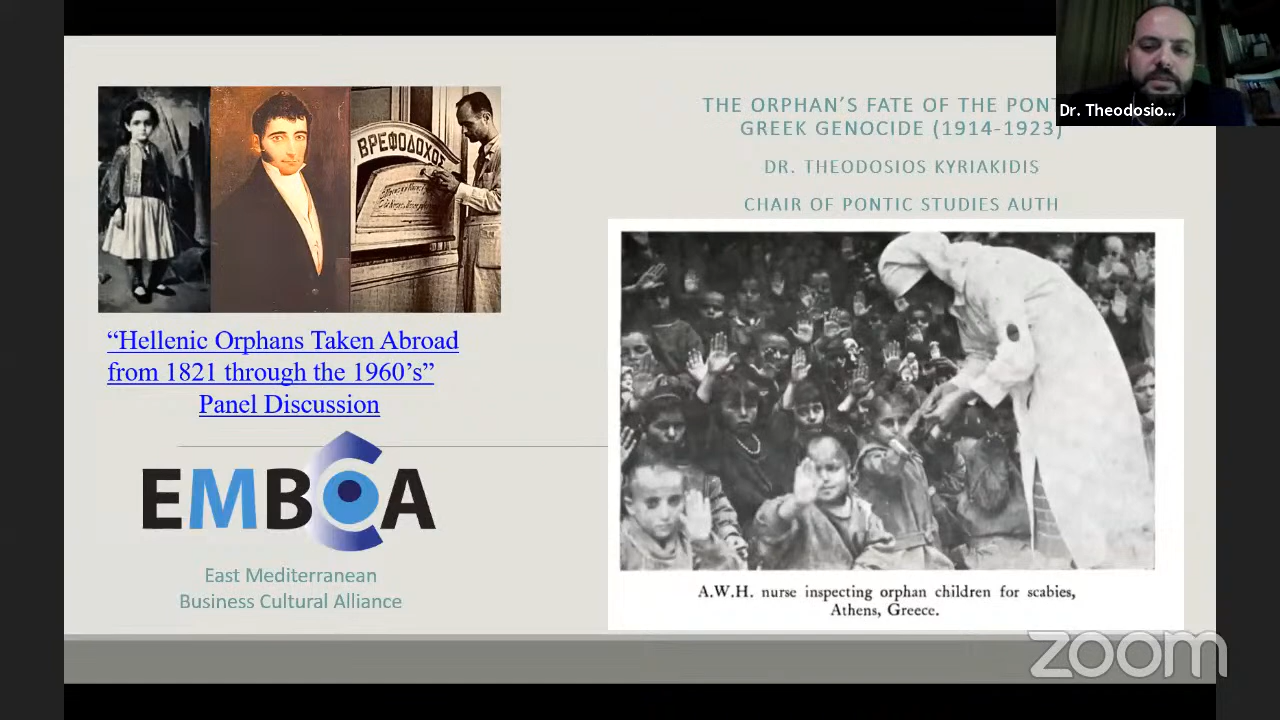 THE ORPHAN'S FATE OF THE PONT
GREEK GENOCIDE (1914-1923)
DR. THEODOSIOS KYRIAKIDIS
CHAIR OF PONTIC STUDIES AUTH
Dr. Theodosio...
ΒΡΕΦΟΔΟΧΟΣ
“Hellenic Orphans Taken Abroad
from 1821 through the 1960’s”
Panel Discussion
EMBCA
East Mediterranean
Business Cultural Alliance
A.W.H. nurse inspecting orphan children for scabies,
Athens, Greece.
zoom